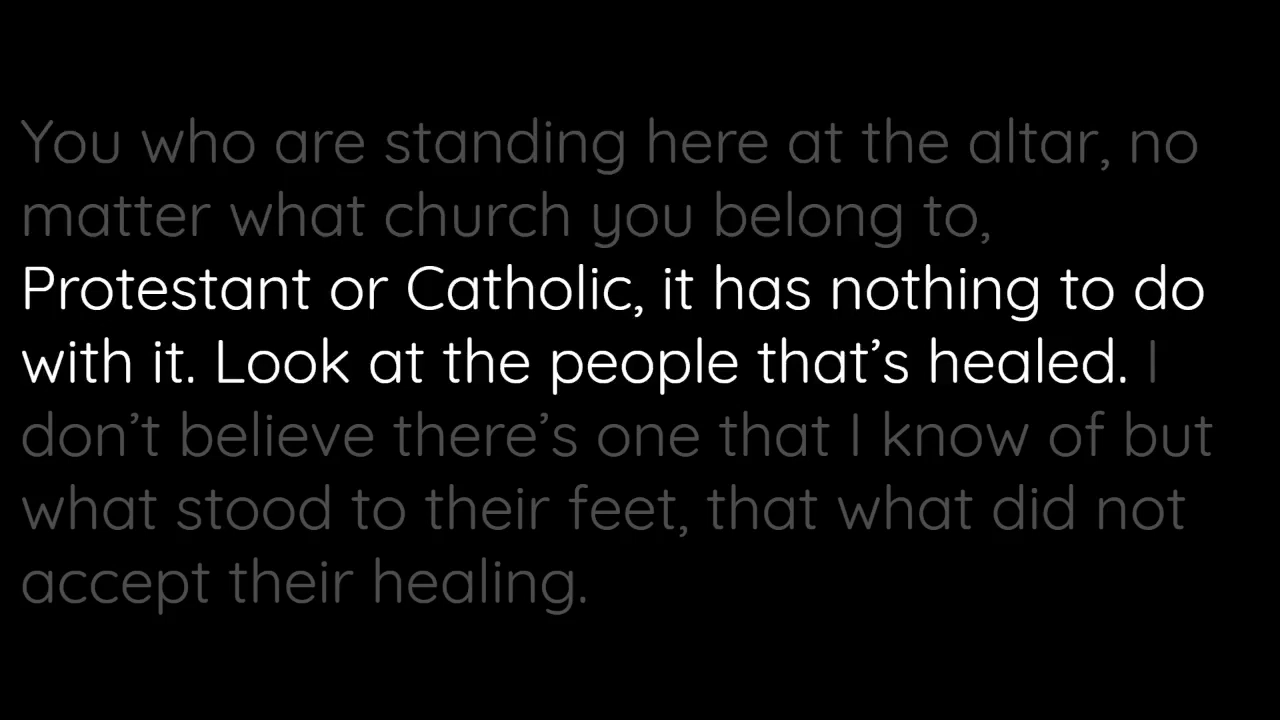 You who are standing here at the altar, no
matter what church you belong to,
Protestant or Catholic, it has nothing to do
with it. Look at the people that’s healed. I
don’t believe there’s one that I know of but
what stood to their feet, that what did not
accept their healing.